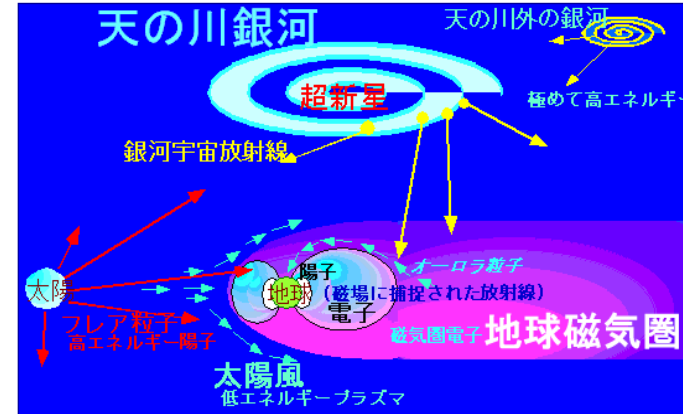 天の川銀河
天の川外の銀河
超新星
極めて高エネルギー
銀河宇宙放射線
オーロラ粒子
陽子
太陽
地球
(磁場に捕捉された放射線)
電子
フレア粒子
高エネルギー陽子
磁気圏電子
地球磁気圏
太陽風
低エネルギープラズマ